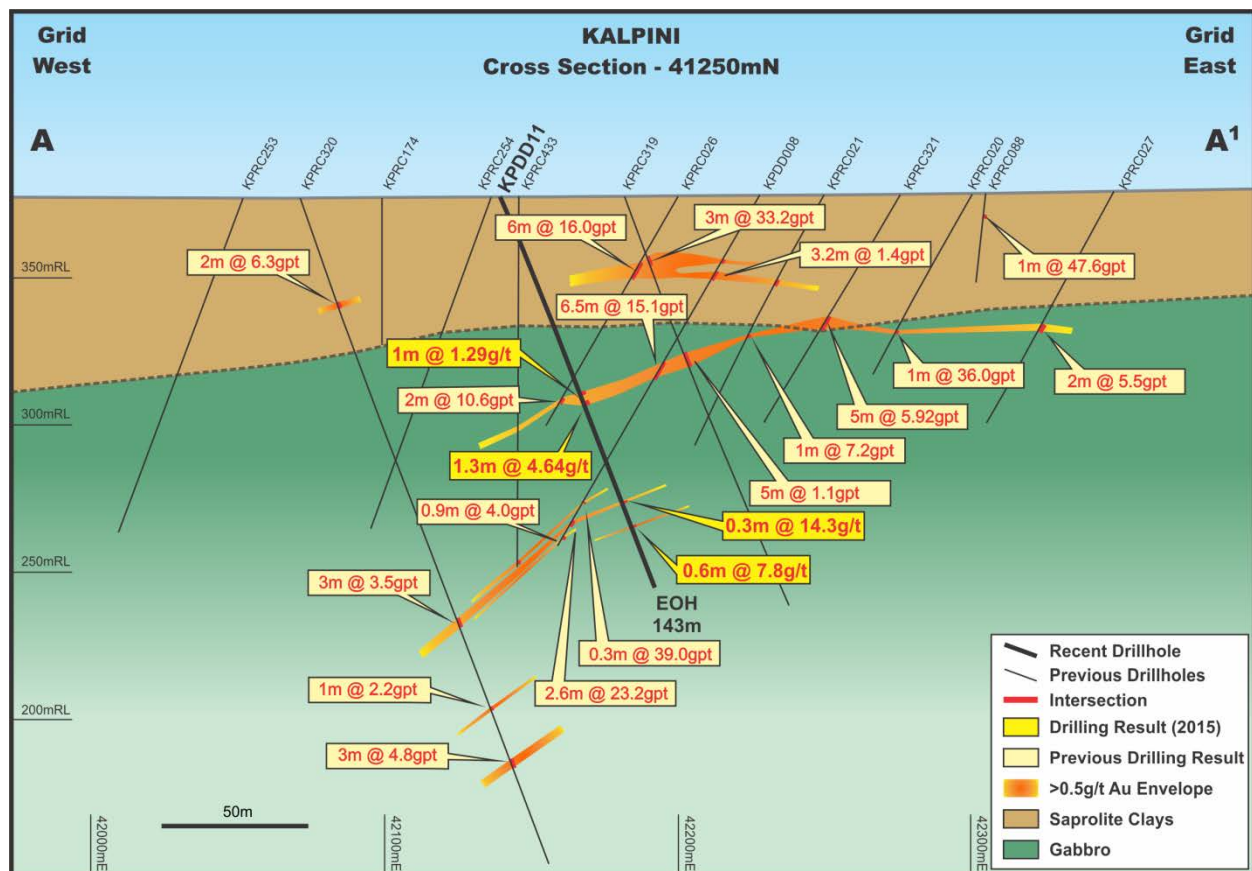 Grid
West
KALPINI
Cross Section - 41250mN
Grid
East
A
A1
KPRC253
KPRC320
KPRC174
KPRC254
KPDD11
KPRC433
KPRC319
KPRC026
KPDD008
KPRC021
KPRC321
KPRC020
KPRC088
KPRC027
6m @ 16.0gpt
3m @ 33.2gpt
2m @ 6.3gpt
3.2m @ 1.4gpt
1m @ 47.6gpt
350mRL
6.5m @ 15.1gpt
1m @ 1.29g/t
1m @ 36.0gpt
2m @ 5.5gpt
2m @ 10.6gpt
5m @ 5.92gpt
300mRL
1m @ 7.2gpt
1.3m @ 4.64g/t
5m @ 1.1gpt
0.9m @ 4.0gpt
0.3m @ 14.3g/t
250mRL
0.6m @ 7.8g/t
3m @ 3.5gpt
EOH
143m
0.3m @ 39.0gpt
1m @ 2.2gpt
2.6m @ 23.2gpt
200mRL
3m @ 4.8gpt
50m
42000mE
42100mE
42200mE
42300mE
Recent Drillhole
Previous Drillholes
Intersection
Drilling Result (2015)
Previous Drilling Result
>0.5g/t Au Envelope
Saprolite Clays
Gabbro